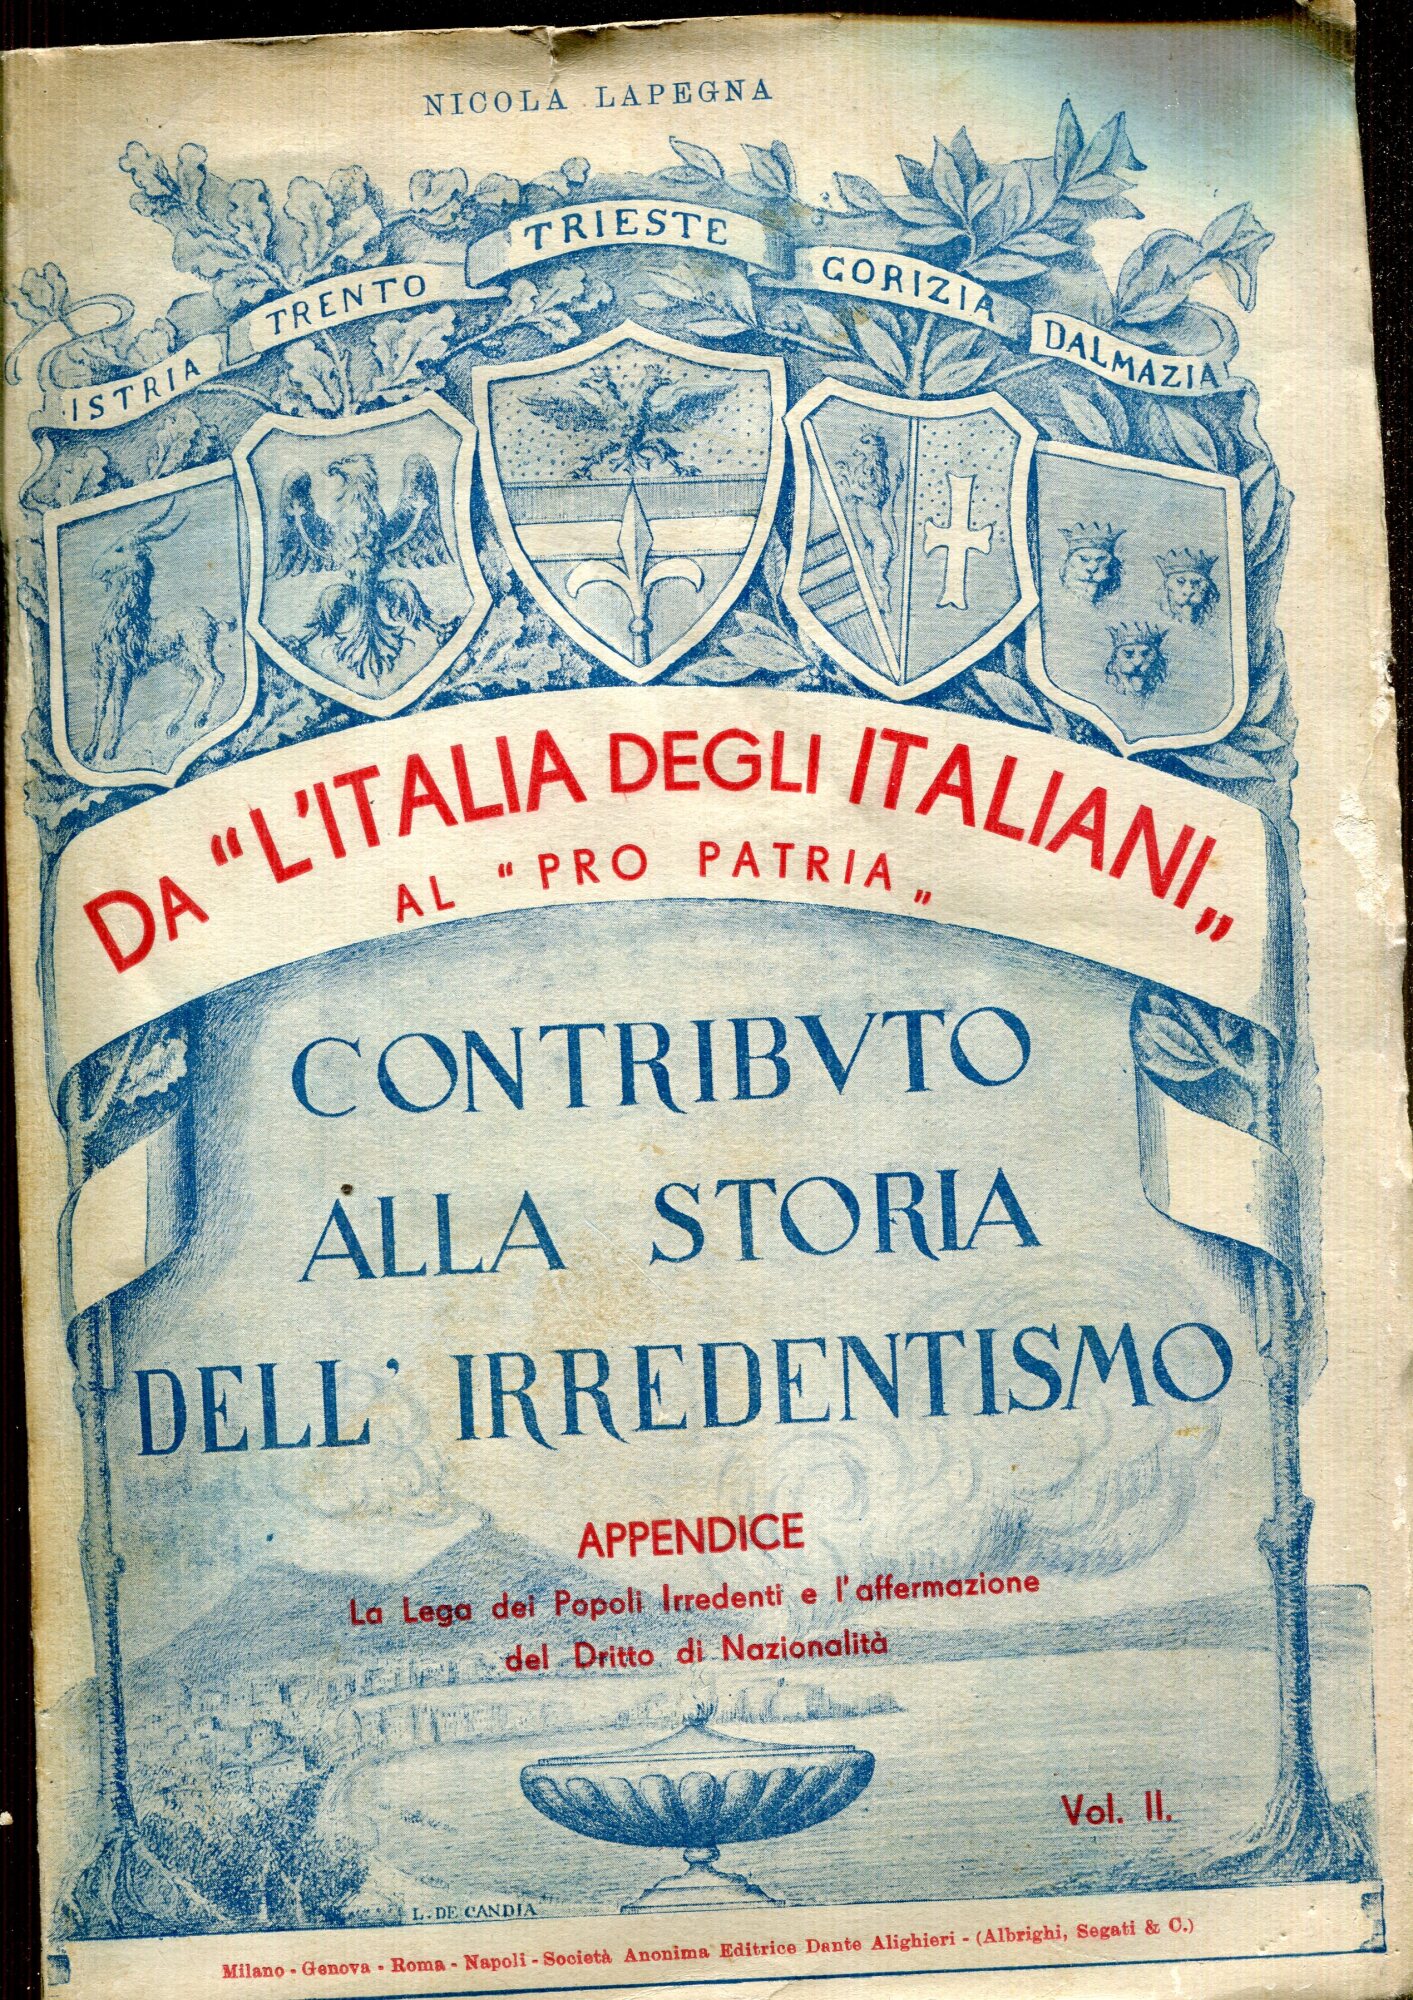 NICOLA LAPEGNA
ISTRIA
TRENTO
TRIESTE
GORIZIA
DALMAZIA
DA "L'ITALIA DEGLI ITALIANI„
AL "PRO PATRIA„
CONTRIBVTO
ALLA STORIA
DELL' IRREDENTISMO
APPENDICE
La Lega dei Popoli Irredenti e l'affermazione
del Dritto di Nazionalità
Vol. II.
L. DE CANDIA
Milano - Genova - Roma - Napoli - Società Anonima Editrice Dante Alighieri - (Albrighi, Segati & C.)